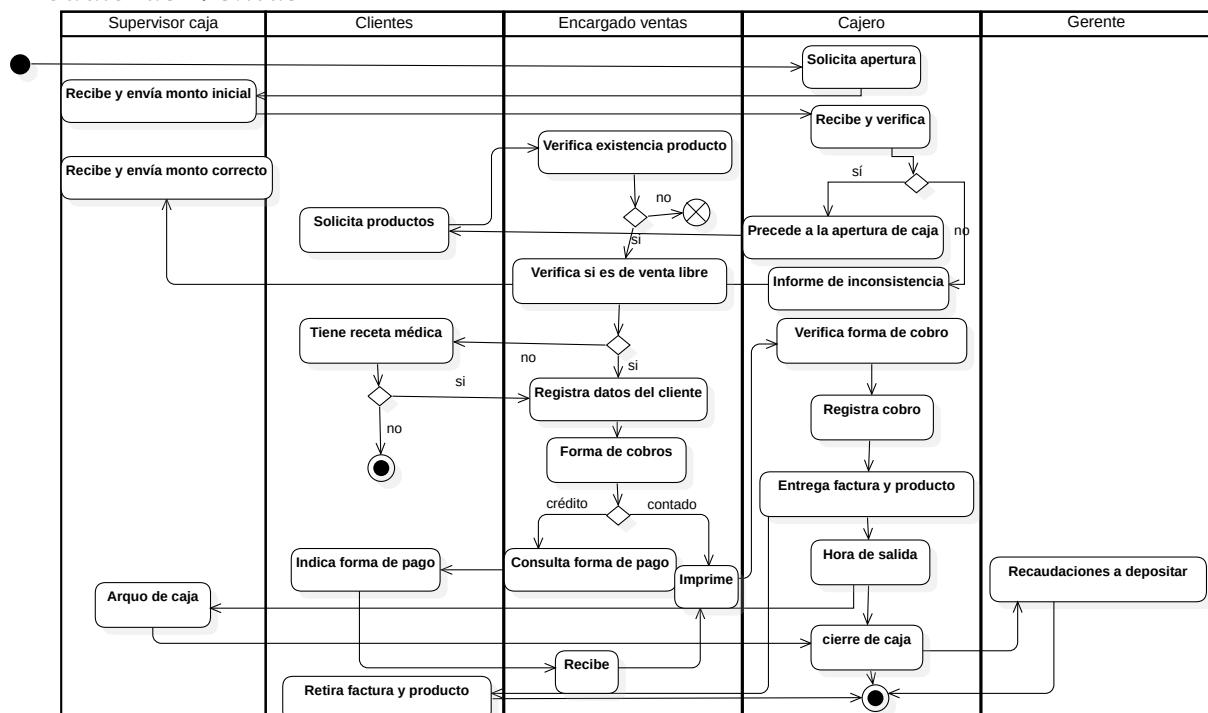 Supervisor caja
Clientes
Encargado ventas
Cajero
Gerente
Solicita apertura
Recibe y envía monto inicial
Recibe y verifica
Verifica existencia producto
Recibe y envía monto correcto
sí
no
Solicita productos
Precede a la apertura de caja
no
si
Verifica si es de venta libre
Informe de inconsistencia
Tiene receta médica
Verifica forma de cobro
no
si
si
Registra datos del cliente
Registra cobro
no
Forma de cobros
Entrega factura y producto
crédito
contado
Indica forma de pago
Consulta forma de pago
Hora de salida
Imprime
Recaudaciones a depositar
Arquo de caja
cierre de caja
Recibe
Retira factura y producto